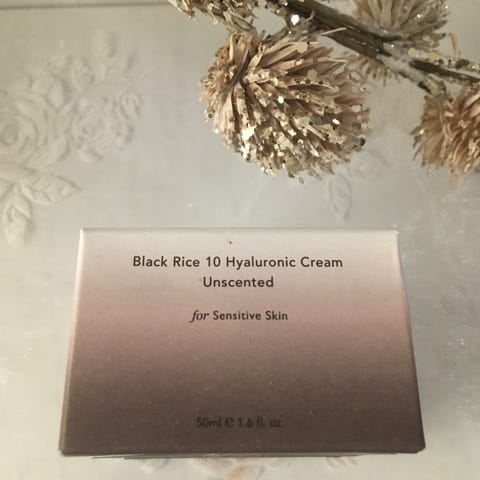 Black Rice 10 Hyaluronic Cream
Unscented
for Sensitive Skin
50ml ℮ 1.6 fl. oz.